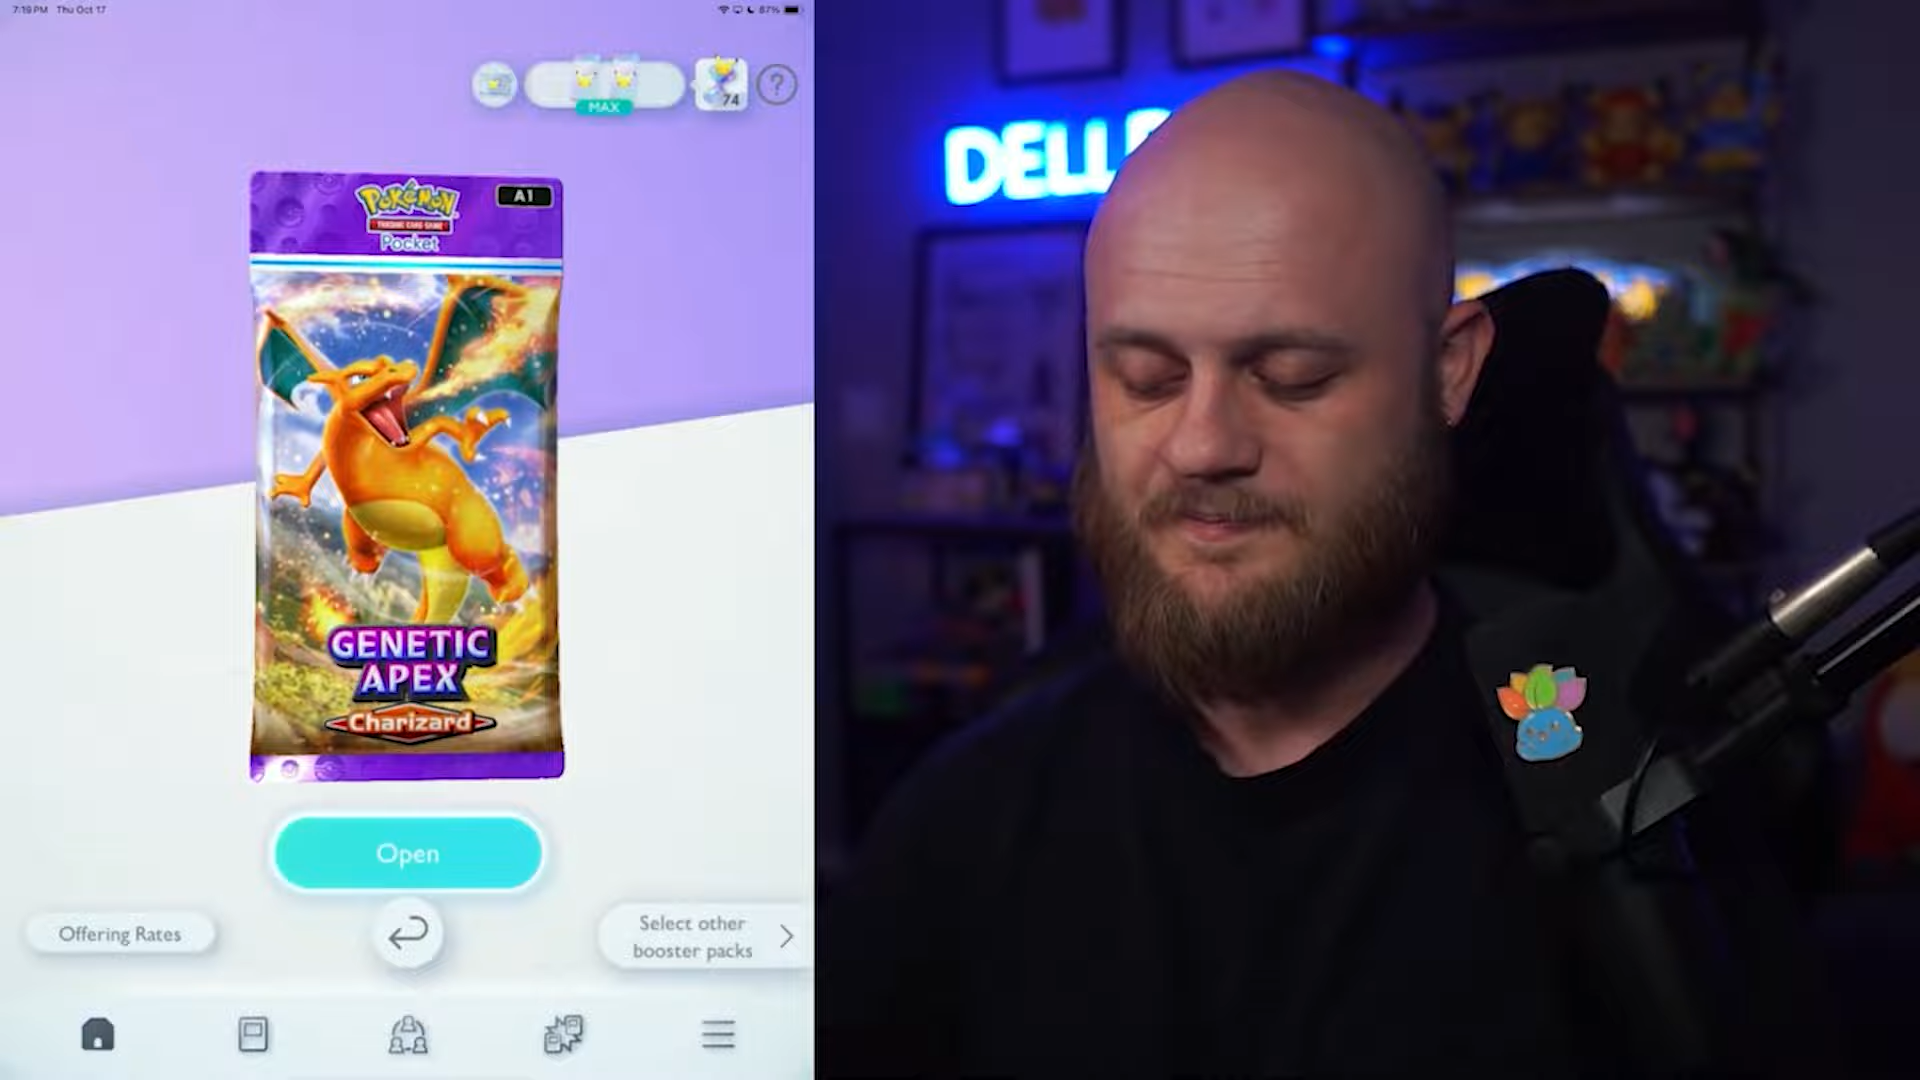 7:19 PM Thu Oct 17
87%
MAX
74
?
Pokémon
TRADING CARD GAME
Pocket
A1
GENETIC
APEX
Charizard
Open
Offering Rates
Select other
booster packs
DELL